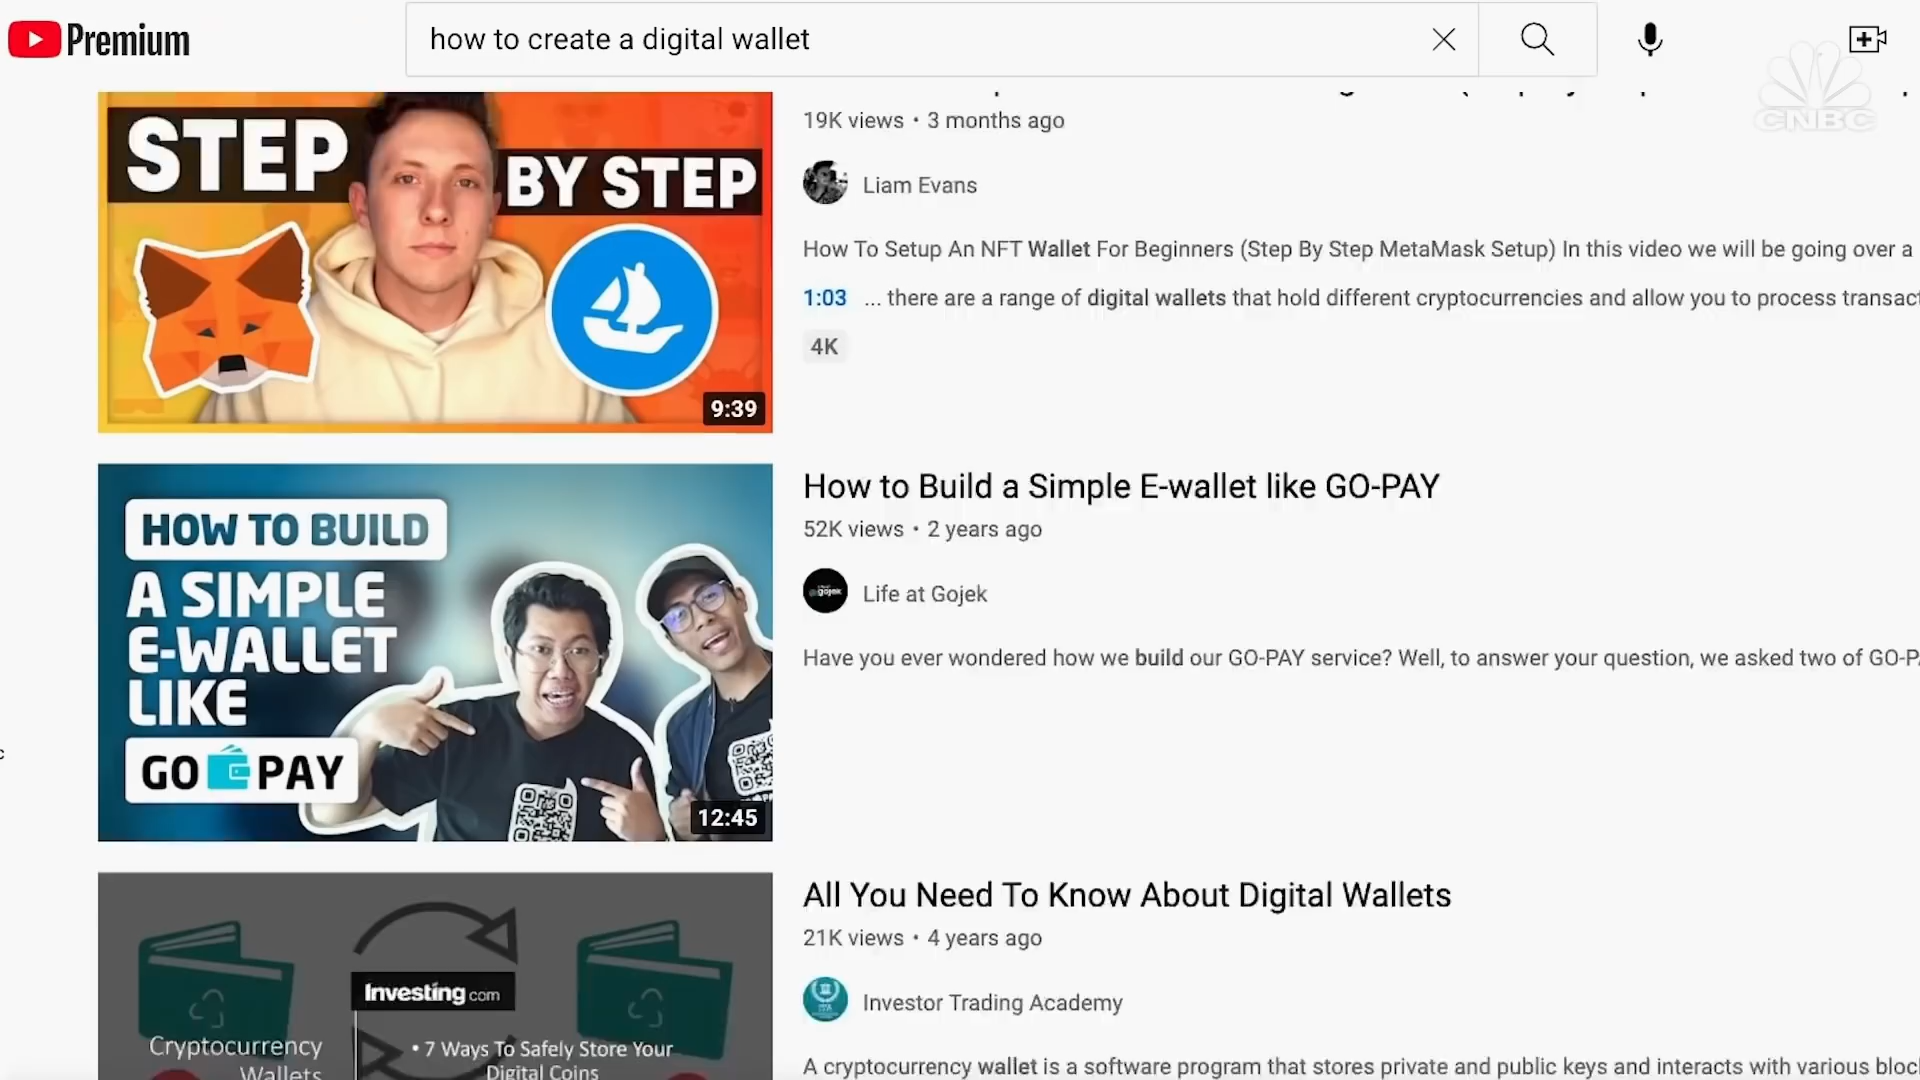 Premium
how to create a digital wallet
CNBC
STEP
BY STEP
9:39
19K views • 3 months ago
Liam Evans
How To Setup An NFT Wallet For Beginners (Step By Step MetaMask Setup) In this video we will be going over a
1:03 ... there are a range of digital wallets that hold different cryptocurrencies and allow you to process transact
4K
HOW TO BUILD
A SIMPLE
E-WALLET
LIKE
GO PAY
12:45
How to Build a Simple E-wallet like GO-PAY
52K views • 2 years ago
gojek
Life at Gojek
Have you ever wondered how we build our GO-PAY service? Well, to answer your question, we asked two of GO-PA
Investing.com
Cryptocurrency
Wallets
• 7 Ways To Safely Store Your
Digital Coins
All You Need To Know About Digital Wallets
21K views • 4 years ago
Investor Trading Academy
A cryptocurrency wallet is a software program that stores private and public keys and interacts with various bloc